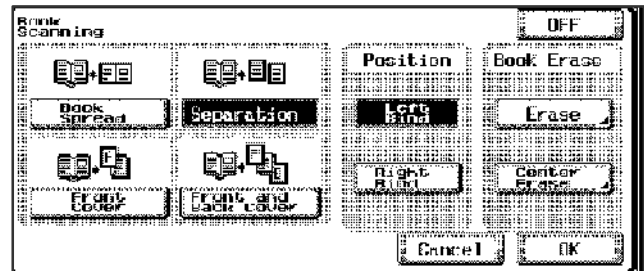 Book
Scanning
OFF
Position
Book Erase
Book
Spread
Separation
Left
Bind
Erase
Right
Bind
Center
Erase
Front
Cover
Front and
Back Cover
Cancel
OK